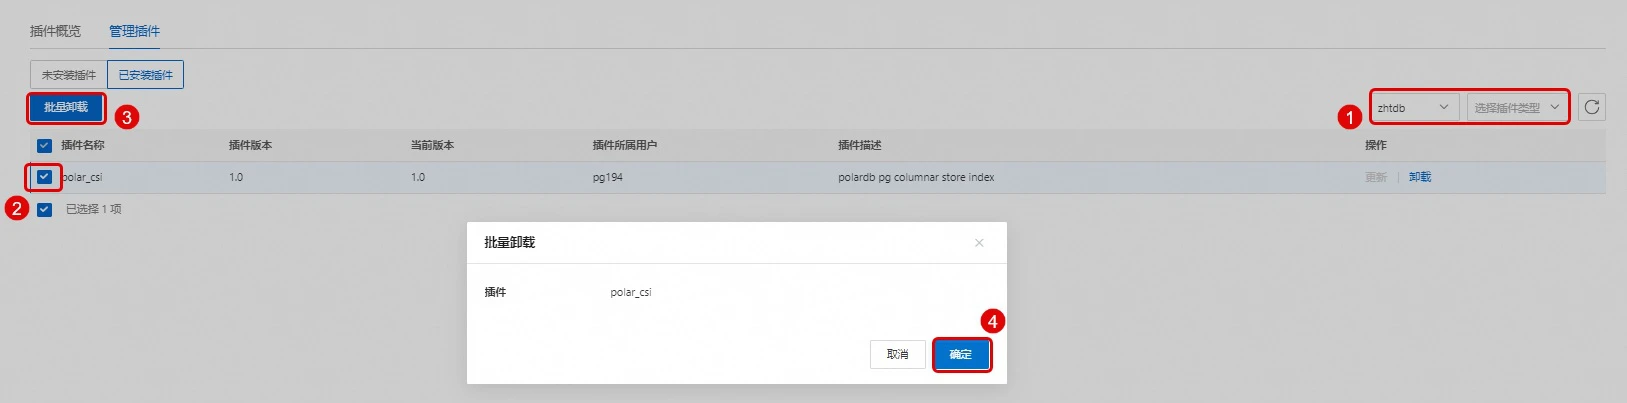 插件概览 管理插件
未安装插件 已安装插件
批量卸载 3 1 zhtdb 选择插件类型
插件名称 插件版本 当前版本 插件所属用户 插件描述 操作
polar_csi 1.0 1.0 pg194 polardb pg columnar store index 更新 | 卸载
2 已选择 1 项
批量卸载
插件 polar_csi
4
取消 确定